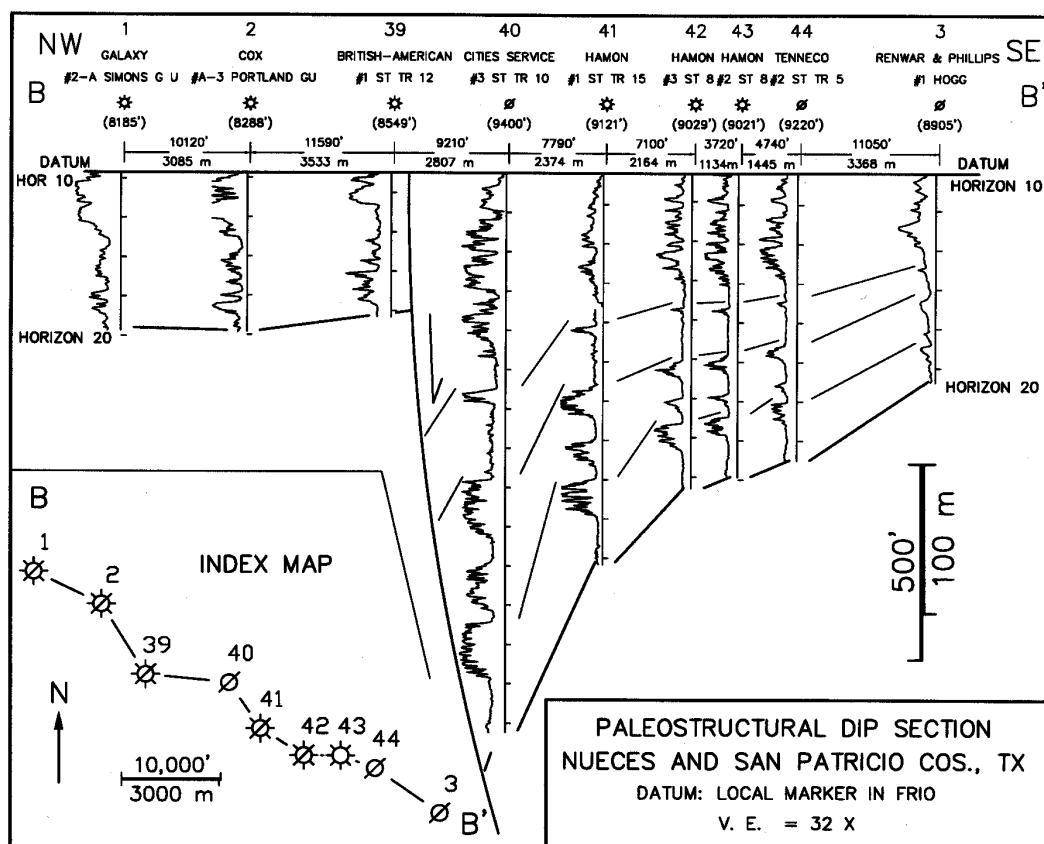 NW 1 2 39 40 41 42 43 44 3 SE
GALAXY COX BRITISH-AMERICAN CITIES SERVICE HAMON HAMON HAMON TENNECO RENWAR & PHILLIPS
#2-A SIMONS G U #A-3 PORTLAND GU #1 ST TR 12 #3 ST TR 10 #1 ST TR 15 #3 ST 8 #2 ST 8 #2 ST TR 5 #1 HOGG
B B'
(8185') (8288') (8549') (9400') (9121') (9029') (9021') (9220') (8905')
10120' 11590' 9210' 7790' 7100' 3720' 4740' 11050'
DATUM 3085 m 3533 m 2807 m 2374 m 2164 m 1134m 1445 m 3368 m DATUM
HOR 10 HORIZON 10
HORIZON 20
HORIZON 20
500' 100 m
B
1
INDEX MAP
2
39
40
41
N
42 43
44
10,000'
3000 m
3
B'
PALEOSTRUCTURAL DIP SECTION
NUECES AND SAN PATRICIO COS., TX
DATUM: LOCAL MARKER IN FRIO
V. E. = 32 X